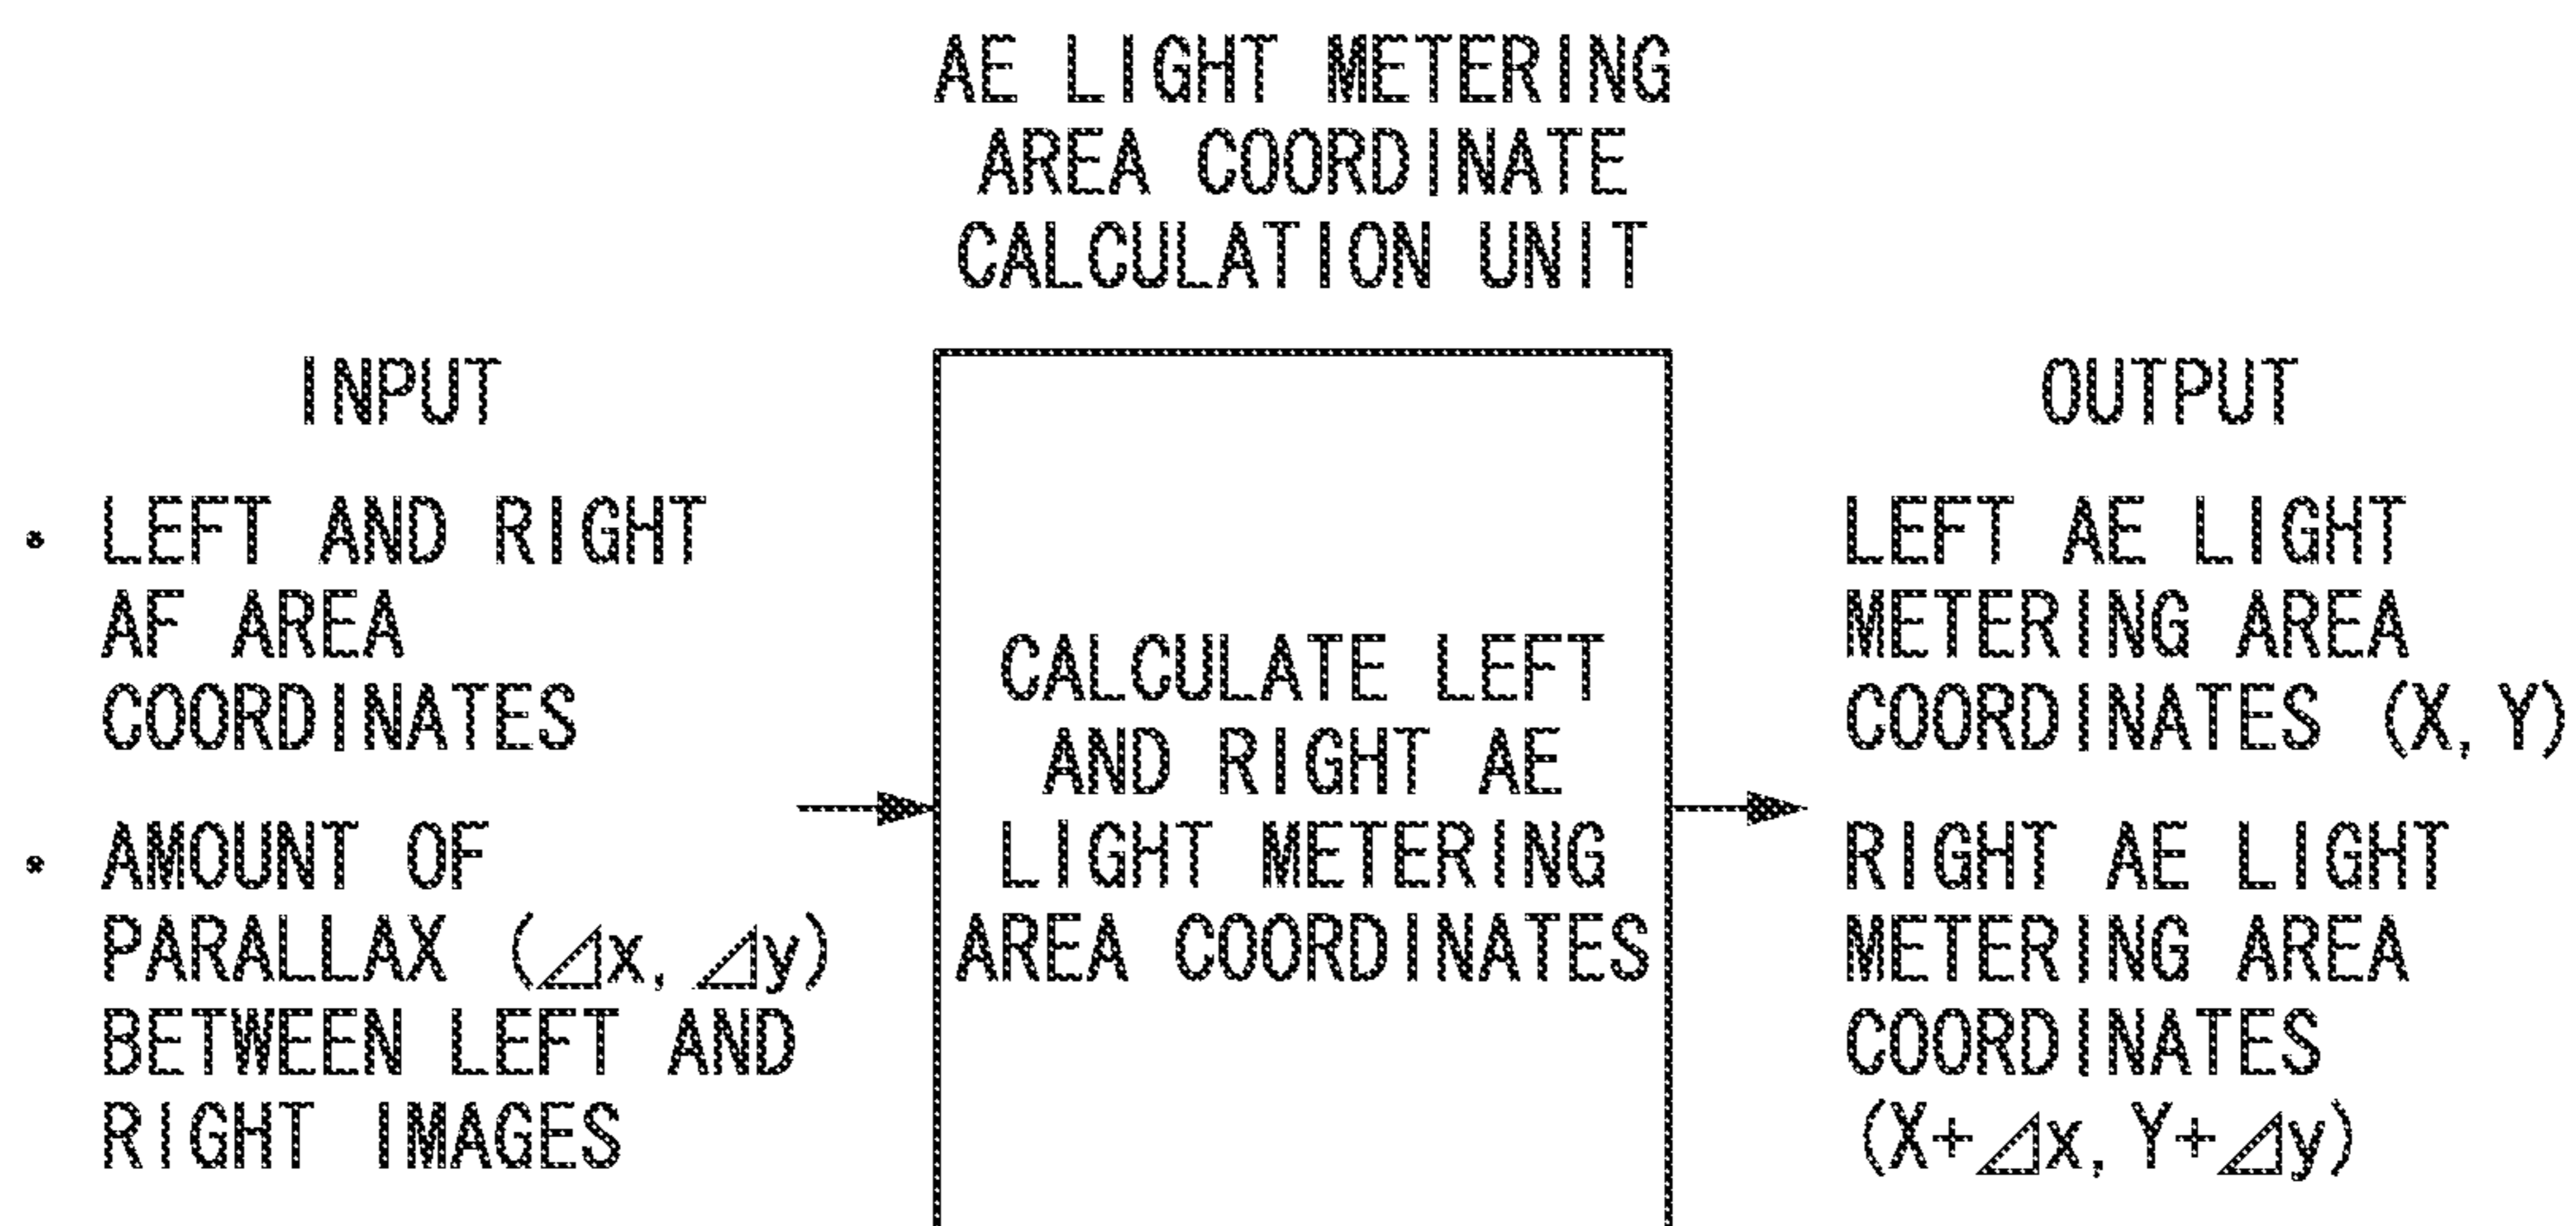 AE LIGHT METERING
AREA COORDINATE
CALCULATION UNIT
INPUT
• LEFT AND RIGHT
AF AREA
COORDINATES
• AMOUNT OF
PARALLAX (⊿x, ⊿y)
BETWEEN LEFT AND
RIGHT IMAGES
CALCULATE LEFT
AND RIGHT AE
LIGHT METERING
AREA COORDINATES
OUTPUT
LEFT AE LIGHT
METERING AREA
COORDINATES (X, Y)
RIGHT AE LIGHT
METERING AREA
COORDINATES
(X+⊿x, Y+⊿y)